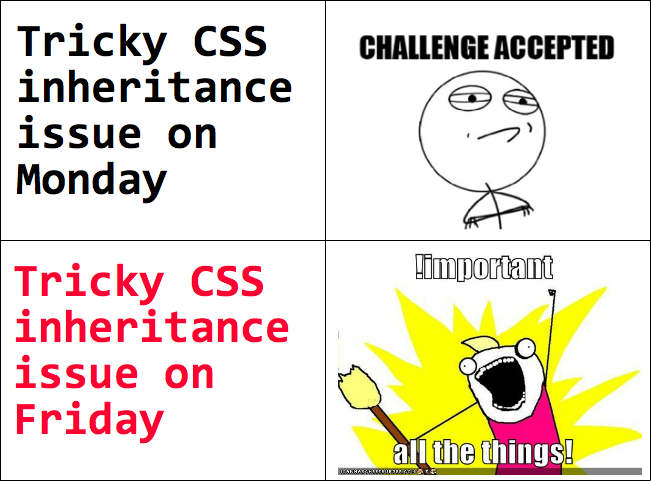 Tricky CSS
inheritance
issue on
Monday
CHALLENGE ACCEPTED
Tricky CSS
inheritance
issue on
Friday
!important
all the things!